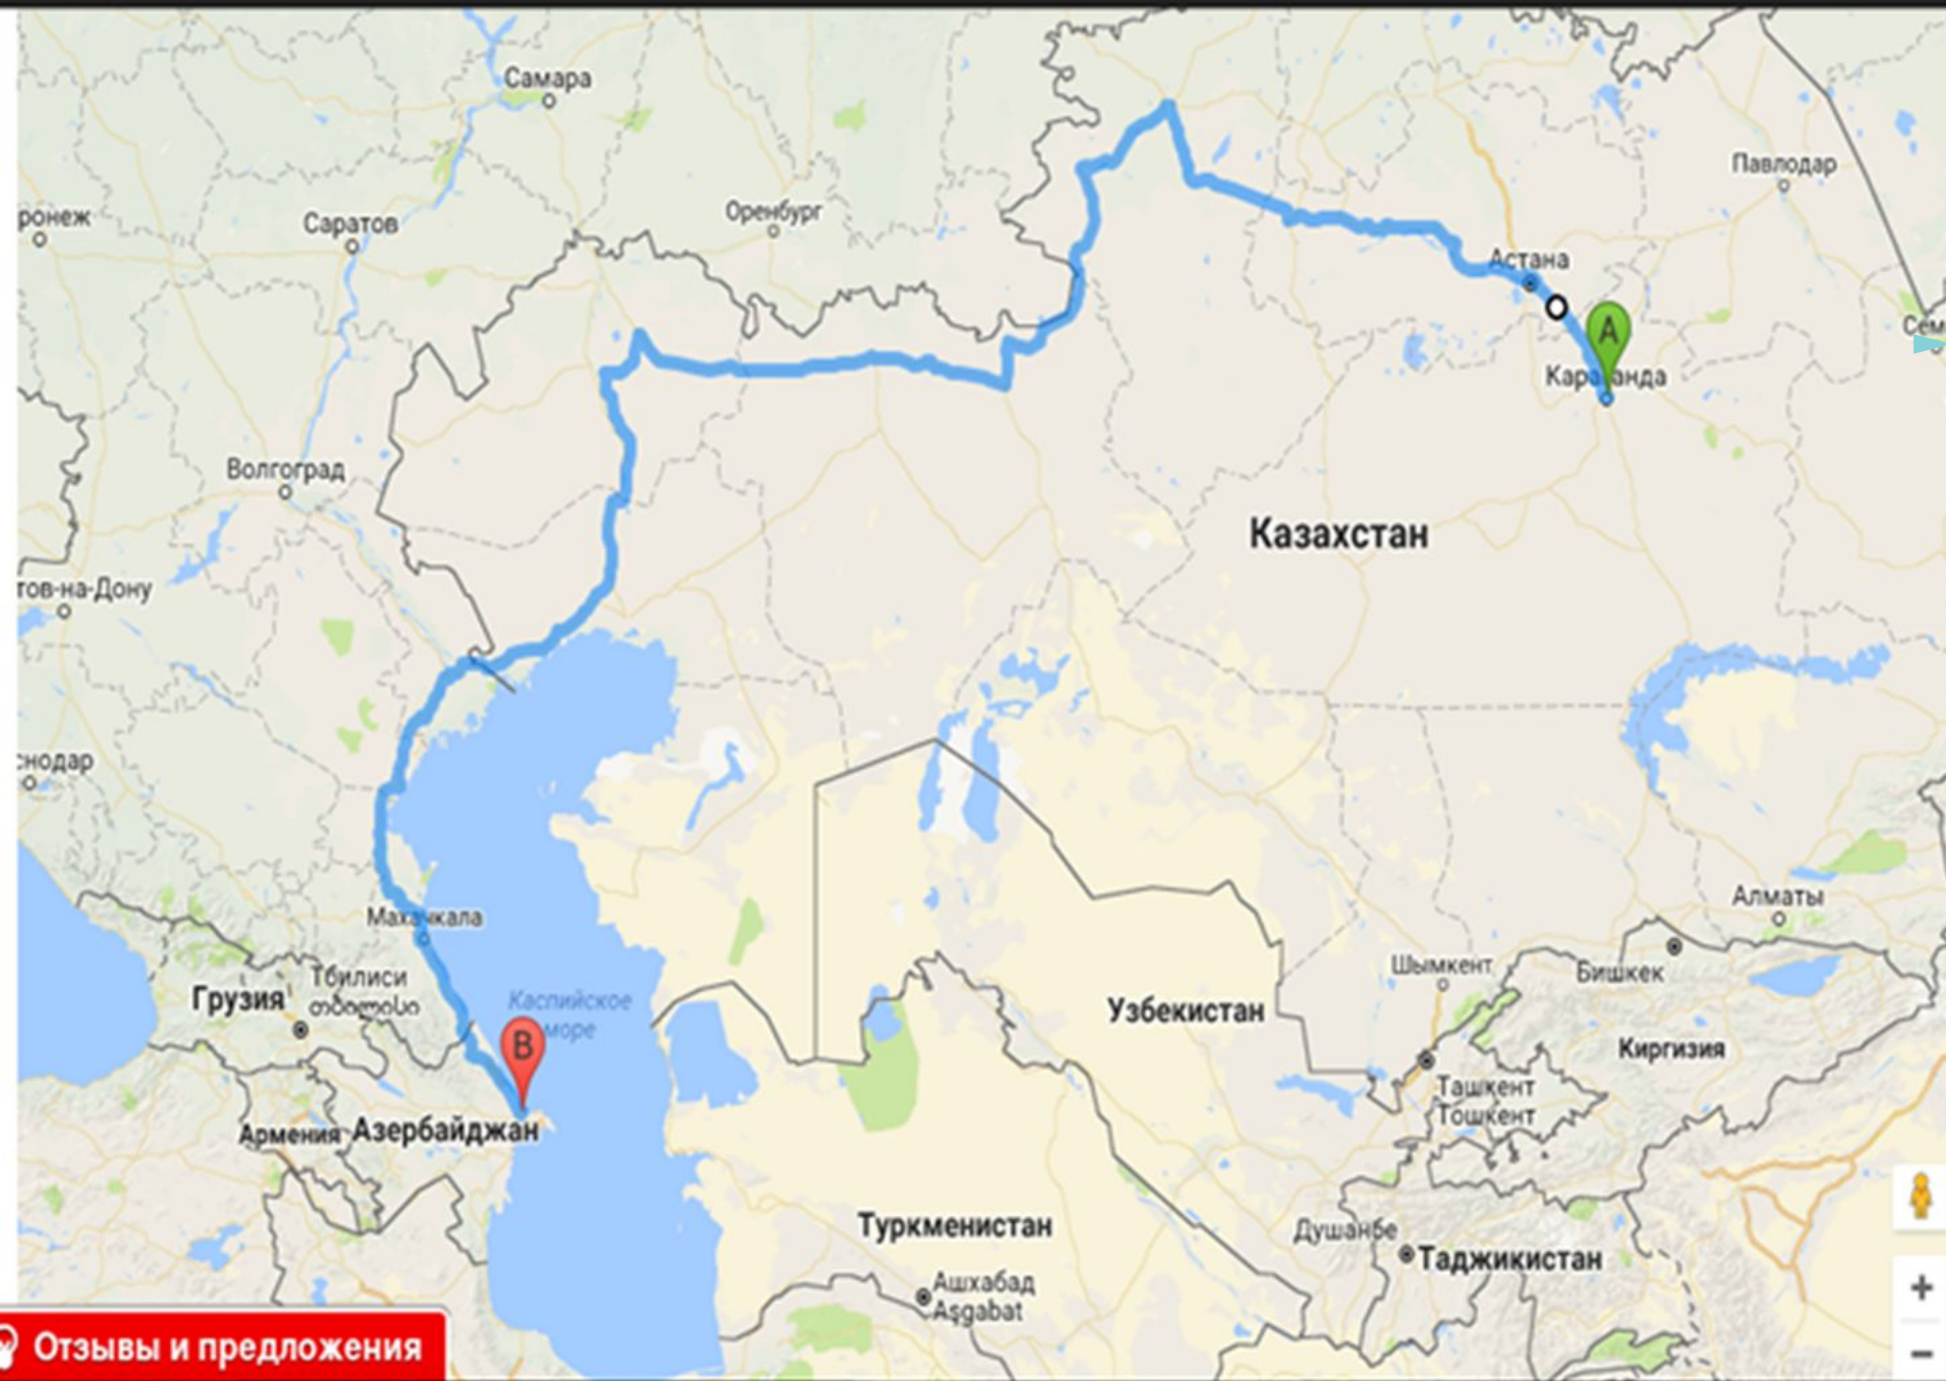 Самара
Павлодар
Оренбург
ронеж
Саратов
Астана
Сем
A
Караганда
Волгоград
Казахстан
тов-на-Дону
снодар
Алматы
Махачкала
Шымкент
Бишкек
Тбилиси
Грузия
თბილისი
Каспийское
море
Узбекистан
B
Киргизия
Ташкент
Тошкент
Армения
Азербайджан
Туркменистан
Душанбе
Таджикистан
Ашхабад
Aşgabat
+
Отзывы и предложения
−